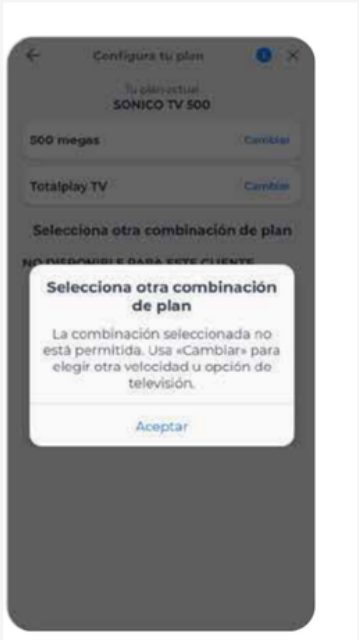 Configura tu plan
Tu plan actual
SONICO TV 500
500 megas Cambiar
Totalplay TV Cambiar
Selecciona otra combinación de plan
NO DISPONIBLE PARA ESTE CLIENTE
Selecciona otra combinación
de plan
La combinación seleccionada no
está permitida. Usa «Cambiar» para
elegir otra velocidad u opción de
televisión.
Aceptar